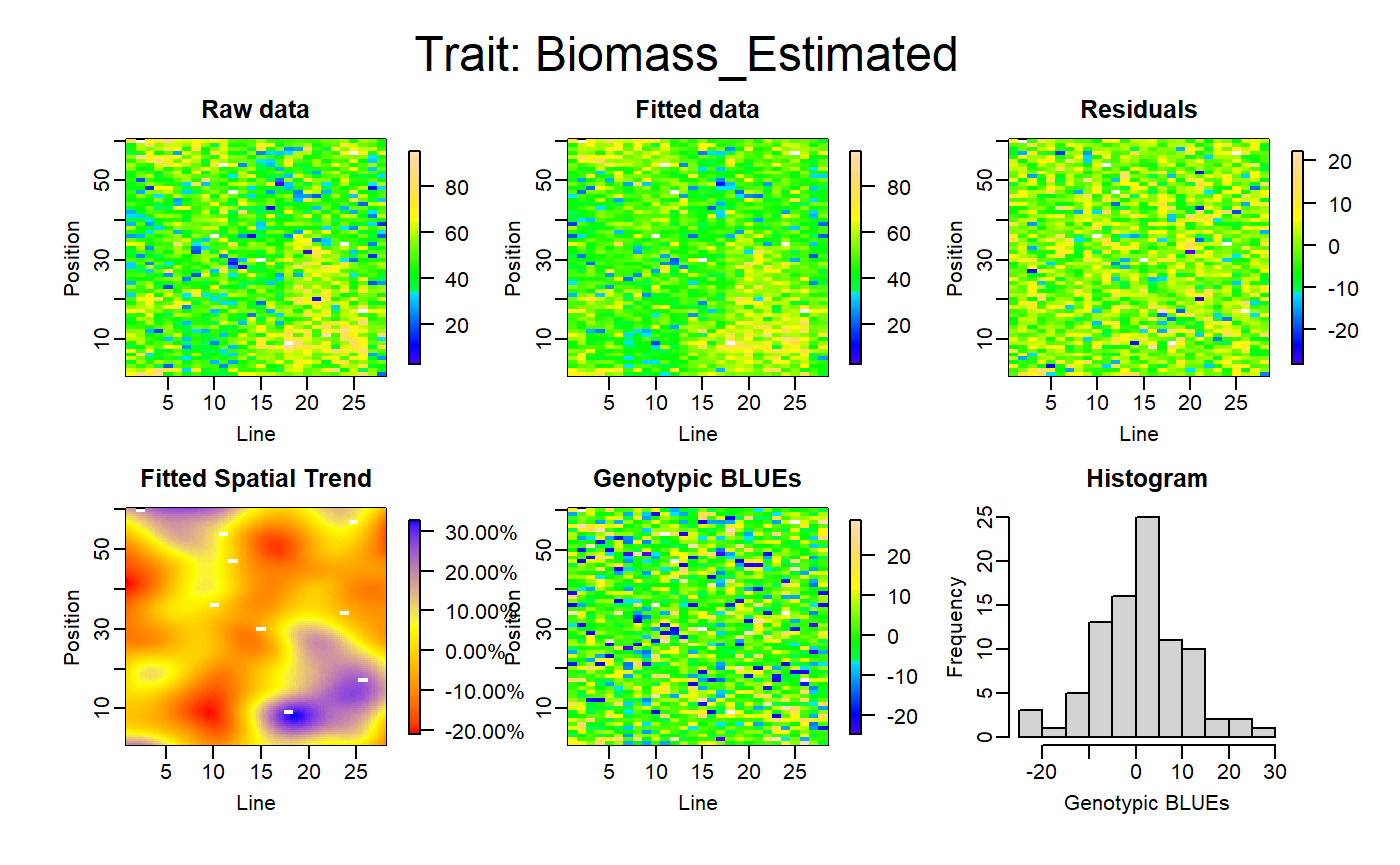 Trait: Biomass_Estimated
Raw data
Position
10
30
50
5 10 15 20 25
Line
80
60
40
20
Fitted data
Position
10
30
50
5 10 15 20 25
Line
80
60
40
20
Residuals
Position
10
30
50
5 10 15 20 25
Line
20
10
0
-10
-20
Fitted Spatial Trend
Position
10
30
50
5 10 15 20 25
Line
30.00%
20.00%
10.00%
0.00%
-10.00%
-20.00%
Genotypic BLUEs
Position
10
30
50
5 10 15 20 25
Line
20
10
0
-10
-20
Histogram
Frequency
0
5
10
15
20
25
-20 0 10 20 30
Genotypic BLUEs